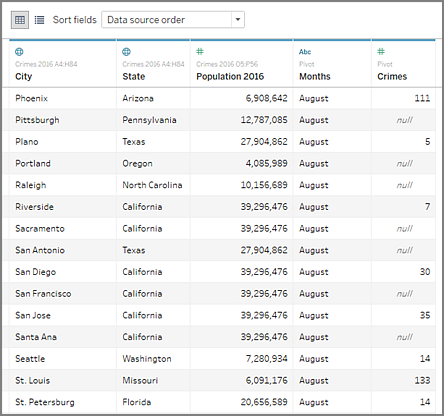 Sort fields Data source order
Abc
Crimes 2016 A4:H84 Crimes 2016 A4:H84 Crimes 2016 O5:P56 Pivot Pivot
City State Population 2016 Months Crimes
Phoenix Arizona 6,908,642 August 111
Pittsburgh Pennsylvania 12,787,085 August null
Plano Texas 27,904,862 August 5
Portland Oregon 4,085,989 August null
Raleigh North Carolina 10,156,689 August null
Riverside California 39,296,476 August 7
Sacramento California 39,296,476 August null
San Antonio Texas 27,904,862 August null
San Diego California 39,296,476 August 30
San Francisco California 39,296,476 August null
San Jose California 39,296,476 August 35
Santa Ana California 39,296,476 August null
Seattle Washington 7,280,934 August 14
St. Louis Missouri 6,091,176 August 133
St. Petersburg Florida 20,656,589 August 14